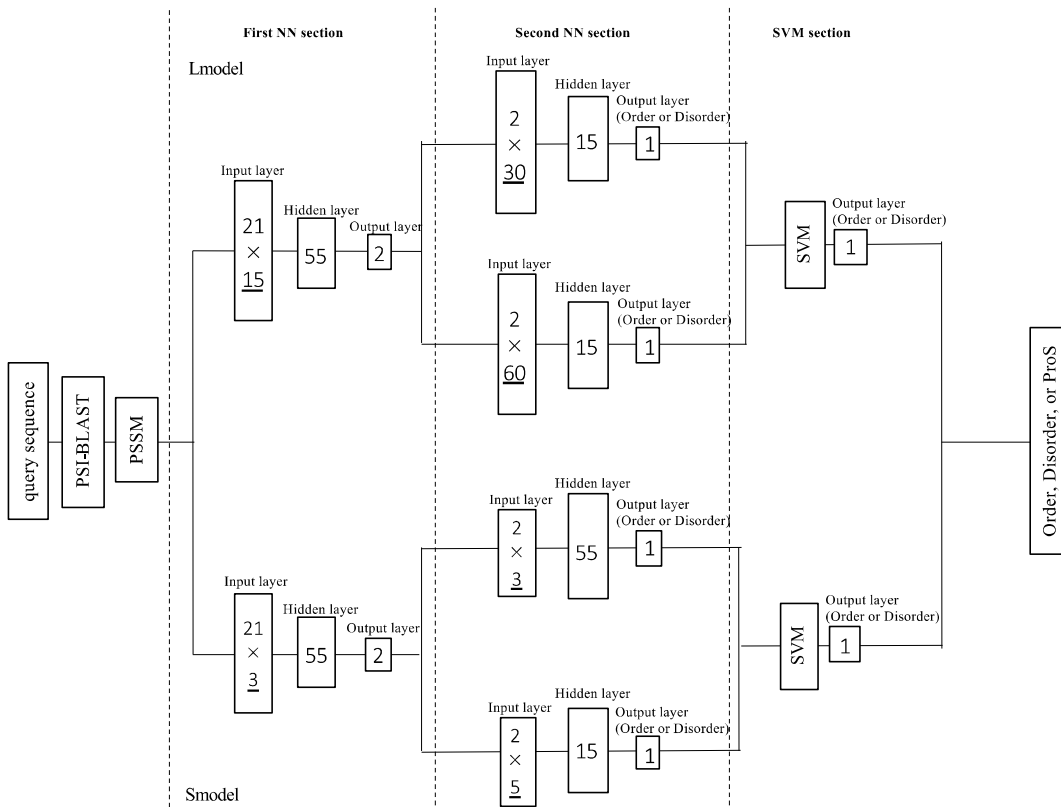 First NN section
Second NN section
SVM section
Lmodel
query sequence
PSI-BLAST
PSSM
Input layer
21
×
15
Hidden layer
55
Output layer
2
Input layer
2
×
30
Hidden layer
15
Output layer
(Order or Disorder)
1
Input layer
2
×
60
Hidden layer
15
Output layer
(Order or Disorder)
1
SVM
Output layer
(Order or Disorder)
1
Input layer
21
×
3
Hidden layer
55
Output layer
2
Input layer
2
×
3
Hidden layer
55
Output layer
(Order or Disorder)
1
Input layer
2
×
5
Hidden layer
15
Output layer
(Order or Disorder)
1
SVM
Output layer
(Order or Disorder)
1
Order, Disorder, or ProS
Smodel